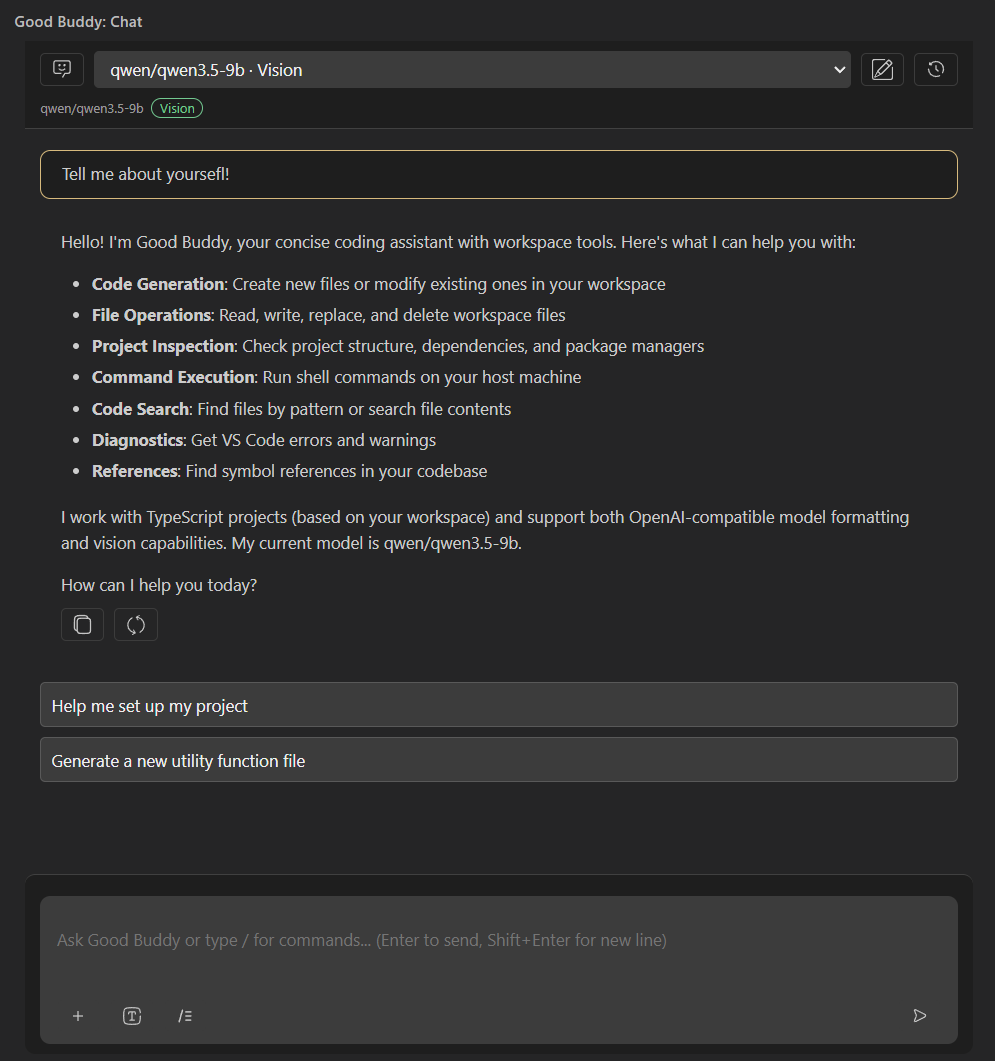 Good Buddy: Chat
qwen/qwen3.5-9b · Vision
qwen/qwen3.5-9b Vision
Tell me about yoursefl!
Hello! I'm Good Buddy, your concise coding assistant with workspace tools. Here's what I can help you with:
• Code Generation: Create new files or modify existing ones in your workspace
• File Operations: Read, write, replace, and delete workspace files
• Project Inspection: Check project structure, dependencies, and package managers
• Command Execution: Run shell commands on your host machine
• Code Search: Find files by pattern or search file contents
• Diagnostics: Get VS Code errors and warnings
• References: Find symbol references in your codebase
I work with TypeScript projects (based on your workspace) and support both OpenAI-compatible model formatting
and vision capabilities. My current model is qwen/qwen3.5-9b.
How can I help you today?
Help me set up my project
Generate a new utility function file
Ask Good Buddy or type / for commands... (Enter to send, Shift+Enter for new line)